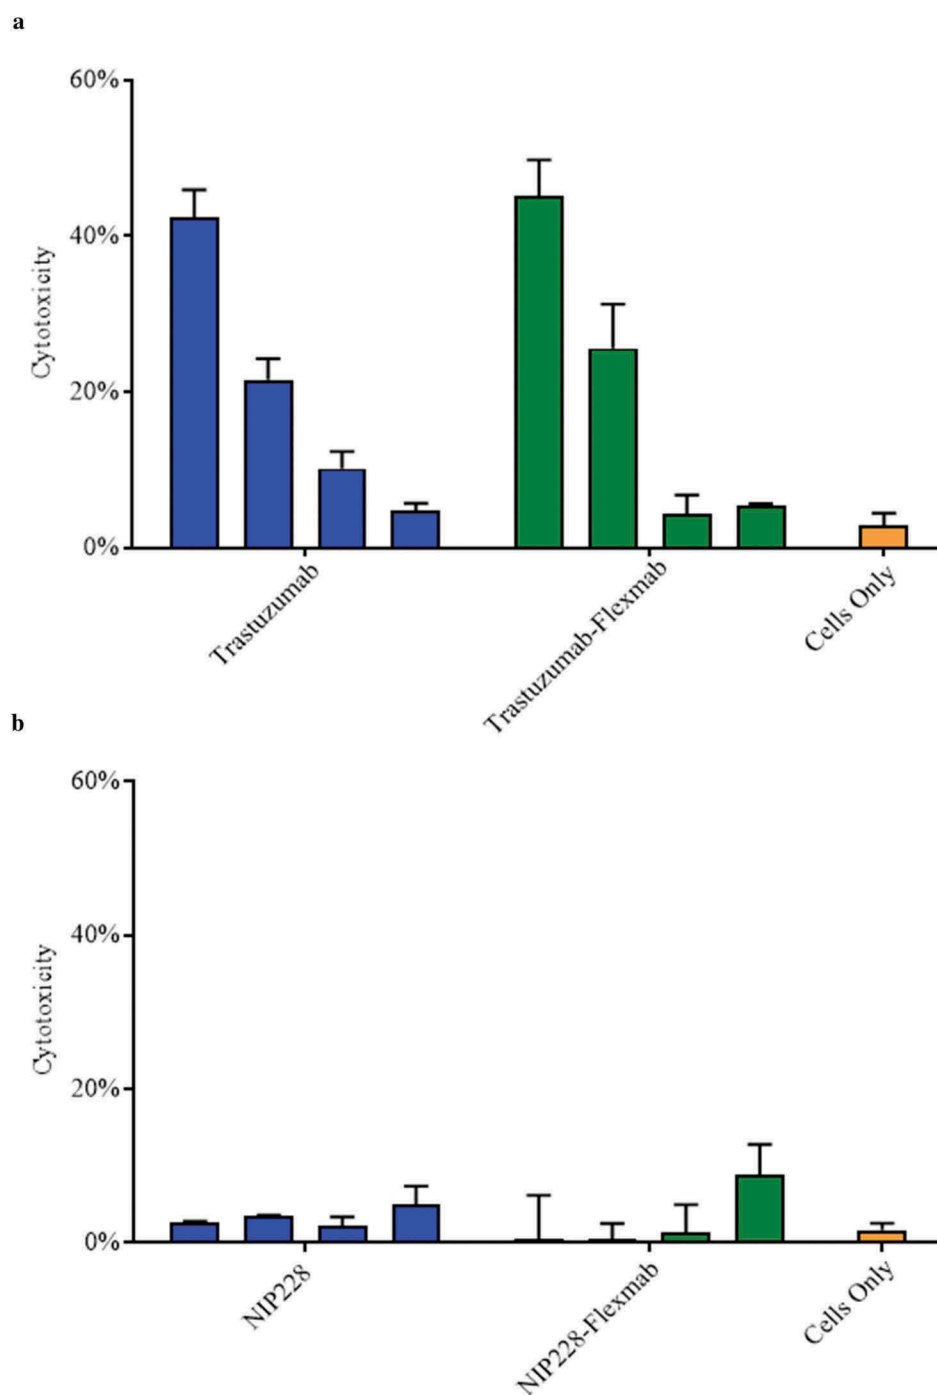 a
60%
40%
20%
0%
Cytotoxicity
Trastuzumab
Trastuzumab-Flexmab
Cells Only
b
60%
40%
20%
0%
Cytotoxicity
NIP228
NIP228-Flexmab
Cells Only